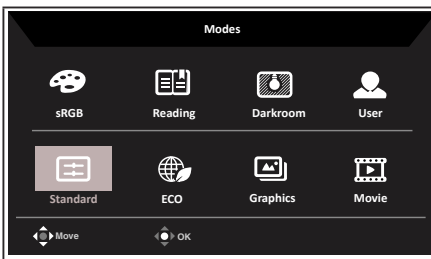 Modes
sRGB Reading Darkroom User
Standard ECO Graphics Movie
Move OK